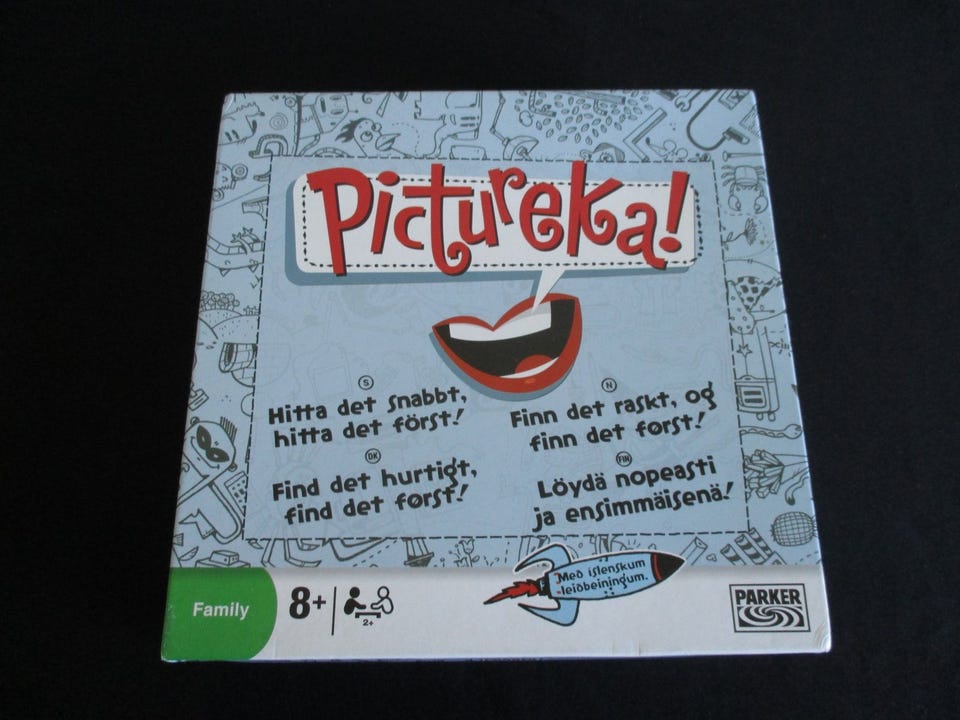 Pictureka!
S
Hitta det snabbt,
hitta det först!
N
Finn det raskt, og
finn det først!
DK
Find det hurtigt,
find det først!
FIN
Löydä nopeasti
ja ensimmäisenä!
Með íslenskum
leiðbeiningum.
Family
8+
2+
PARKER